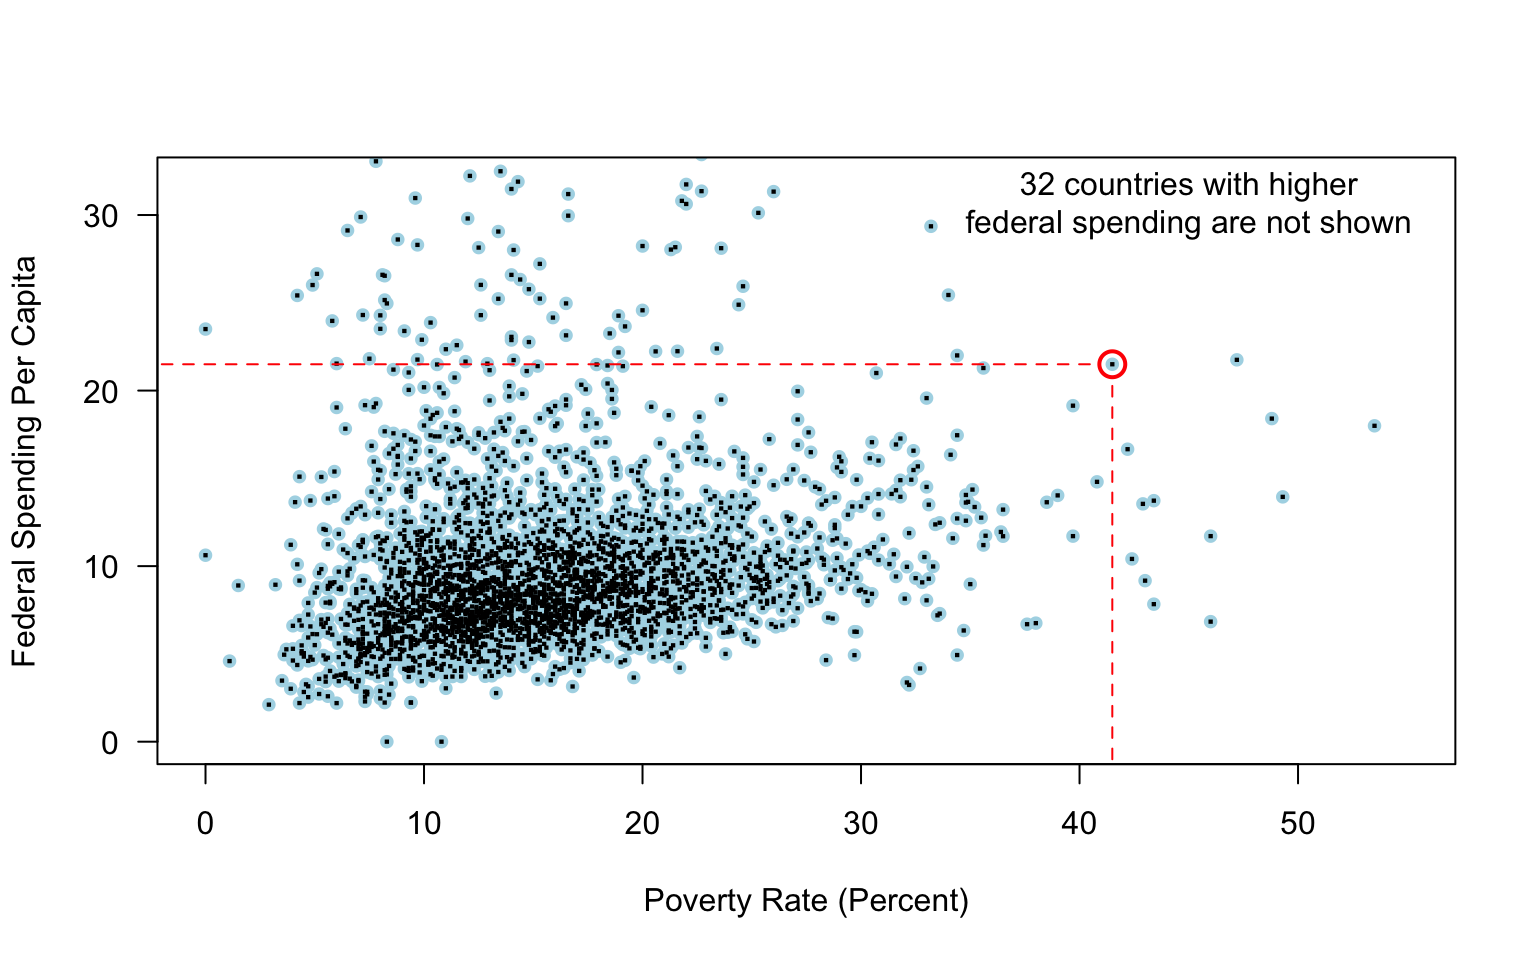 32 countries with higher
federal spending are not shown
Federal Spending Per Capita
30
20
10
0
0 10 20 30 40 50
Poverty Rate (Percent)